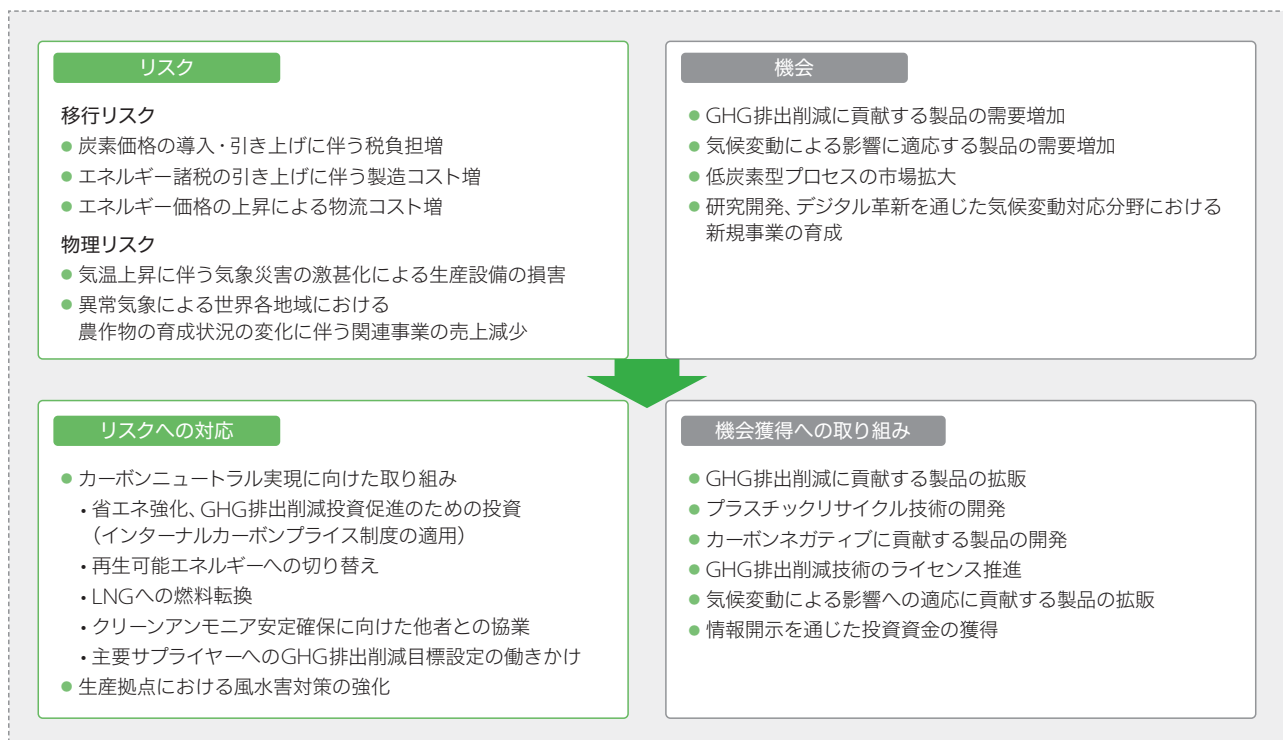 リスク
移行リスク
● 炭素価格の導入・引き上げに伴う税負担増
● エネルギー諸税の引き上げに伴う製造コスト増
● エネルギー価格の上昇による物流コスト増
物理リスク
● 気温上昇に伴う気象災害の激甚化による生産設備の損害
● 異常気象による世界各地域における
農作物の育成状況の変化に伴う関連事業の売上減少
機会
● GHG排出削減に貢献する製品の需要増加
● 気候変動による影響に適応する製品の需要増加
● 低炭素型プロセスの市場拡大
● 研究開発、デジタル革新を通じた気候変動対応分野における
新規事業の育成
リスクへの対応
● カーボンニュートラル実現に向けた取り組み
・省エネ強化、GHG排出削減投資促進のための投資
（インターナルカーボンプライス制度の適用）
・再生可能エネルギーへの切り替え
・LNGへの燃料転換
・クリーンアンモニア安定確保に向けた他者との協業
・主要サプライヤーへのGHG排出削減目標設定の働きかけ
● 生産拠点における風水害対策の強化
機会獲得への取り組み
● GHG排出削減に貢献する製品の拡販
● プラスチックリサイクル技術の開発
● カーボンネガティブに貢献する製品の開発
● GHG排出削減技術のライセンス推進
● 気候変動による影響への適応に貢献する製品の拡販
● 情報開示を通じた投資資金の獲得